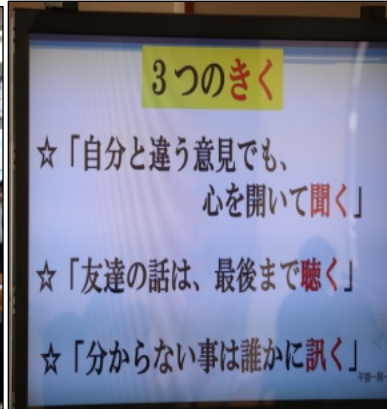 ３つのきく
☆「自分と違う意見でも、
心を開いて聞く」
☆「友達の話は、最後まで聴く」
☆「分からない事は誰かに訊く」